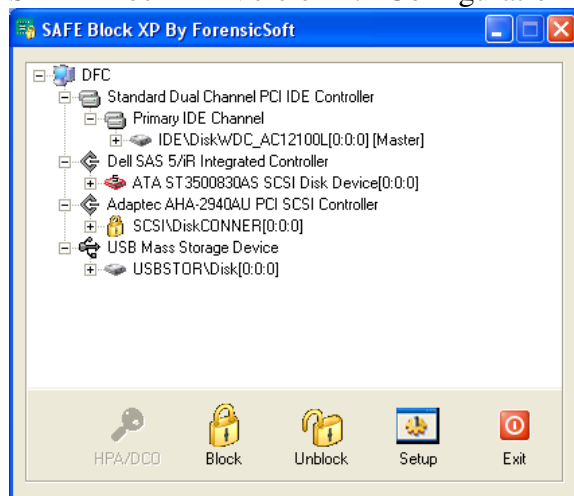 SAFE Block XP By ForensicSoft
DFC
Standard Dual Channel PCI IDE Controller
Primary IDE Channel
IDE\DiskWDC_AC12100L[0:0:0] [Master]
Dell SAS 5/iR Integrated Controller
ATA ST3500830AS SCSI Disk Device[0:0:0]
Adaptec AHA-2940AU PCI SCSI Controller
SCSI\DiskCONNER[0:0:0]
USB Mass Storage Device
USBSTOR\Disk[0:0:0]
HPA/DCO Block Unblock Setup Exit